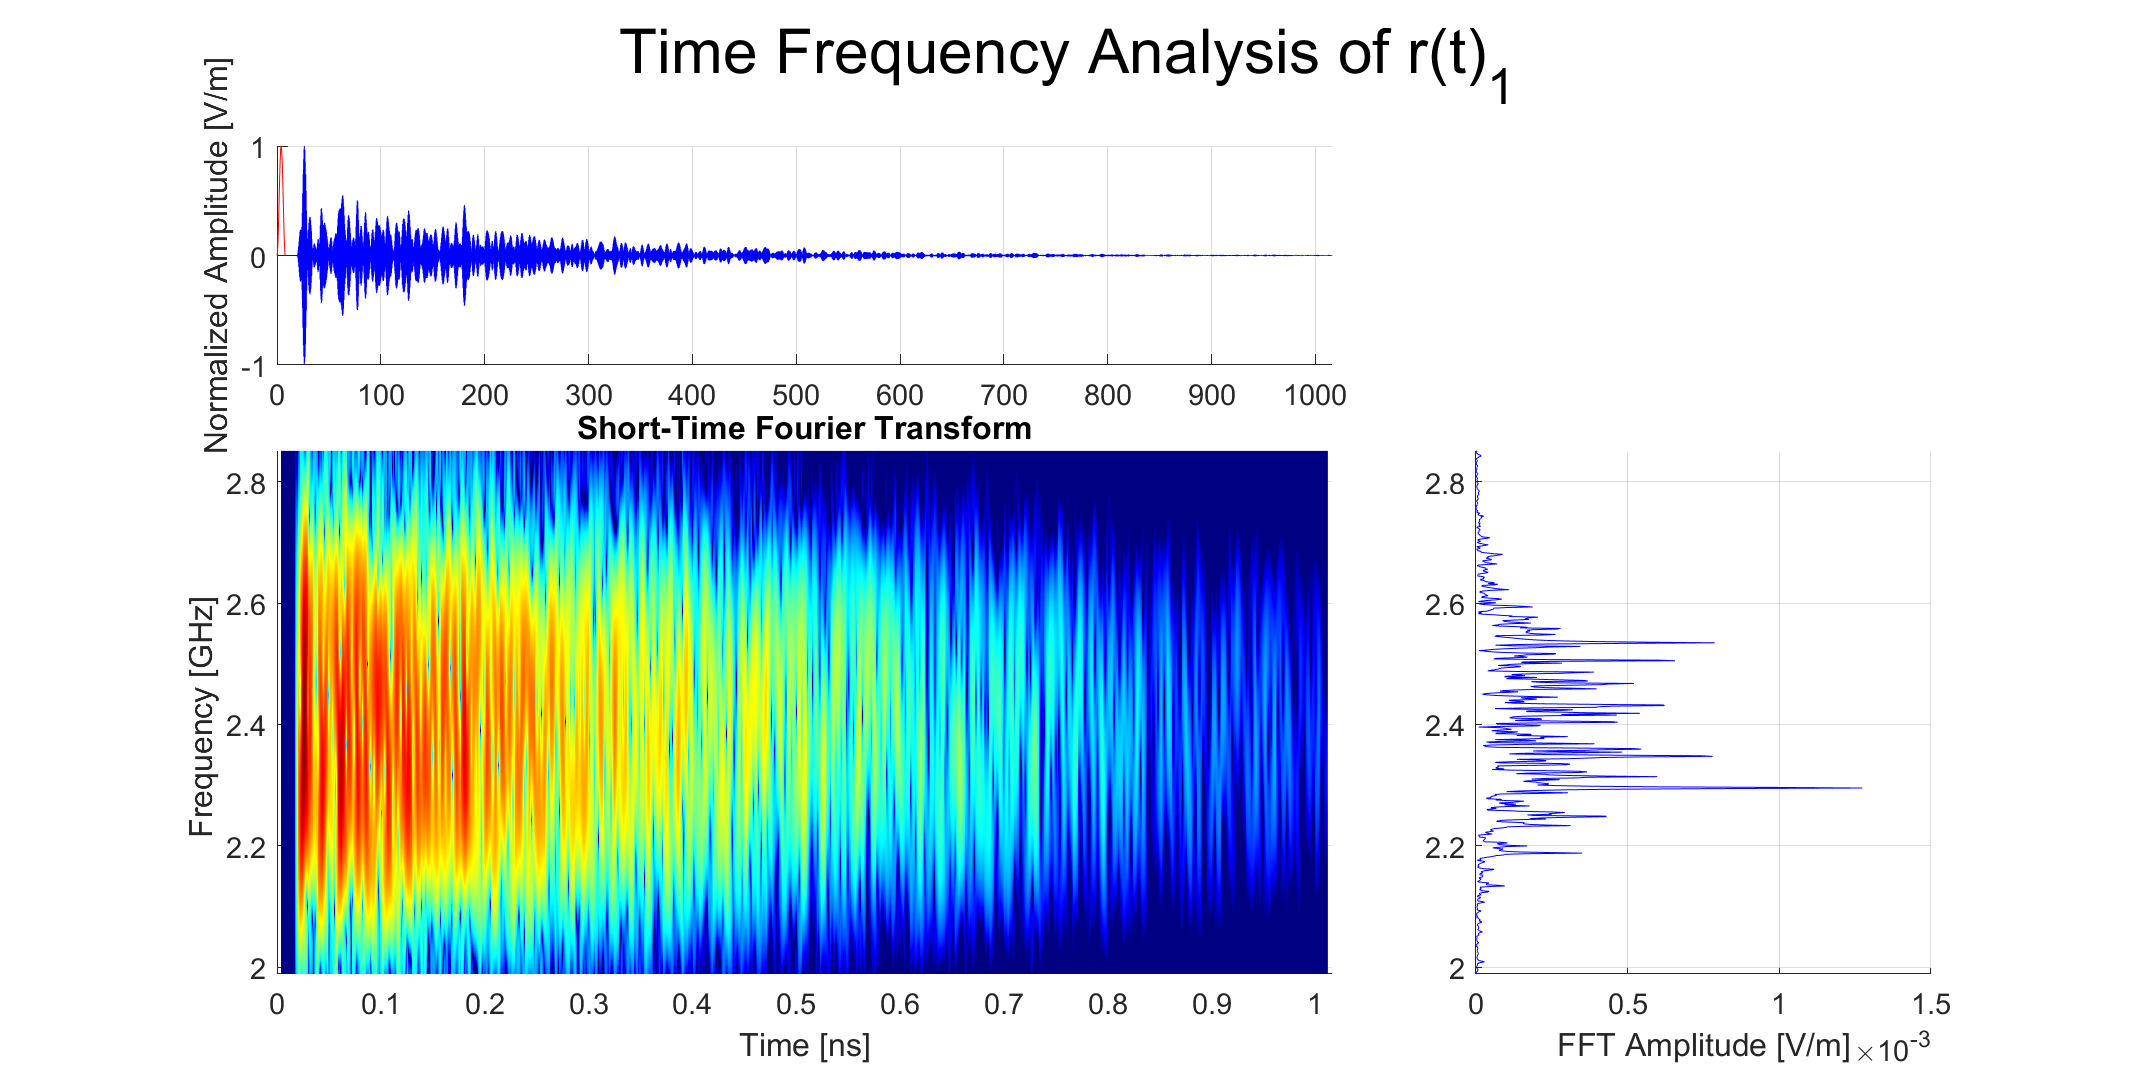 Time Frequency Analysis of r(t)₁
Normalized Amplitude [V/m]
1
0
-1
0 100 200 300 400 500 600 700 800 900 1000
Short-Time Fourier Transform
Frequency [GHz]
2.8
2.6
2.4
2.2
2
0 0.1 0.2 0.3 0.4 0.5 0.6 0.7 0.8 0.9 1
Time [ns]
2.8
2.6
2.4
2.2
2
0 0.5 1 1.5
FFT Amplitude [V/m] ×10⁻³